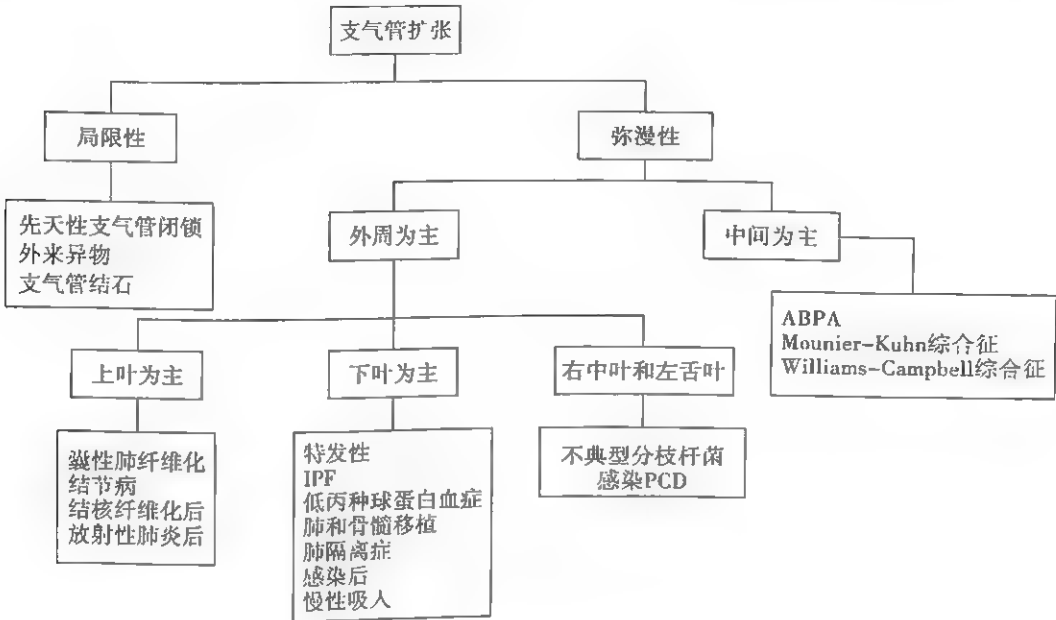 支气管扩张
局限性
弥漫性
先天性支气管闭锁
外来异物
支气管结石
外周为主
中间为主
ABPA
Mounier-Kuhn综合征
Williams-Campbell综合征
上叶为主
下叶为主
右中叶和左舌叶
囊性肺纤维化
结节病
结核纤维化后
放射性肺炎后
特发性
IPF
低丙种球蛋白血症
肺和骨髓移植
肺隔离症
感染后
慢性吸人
不典型分枝杆菌
感染PCD